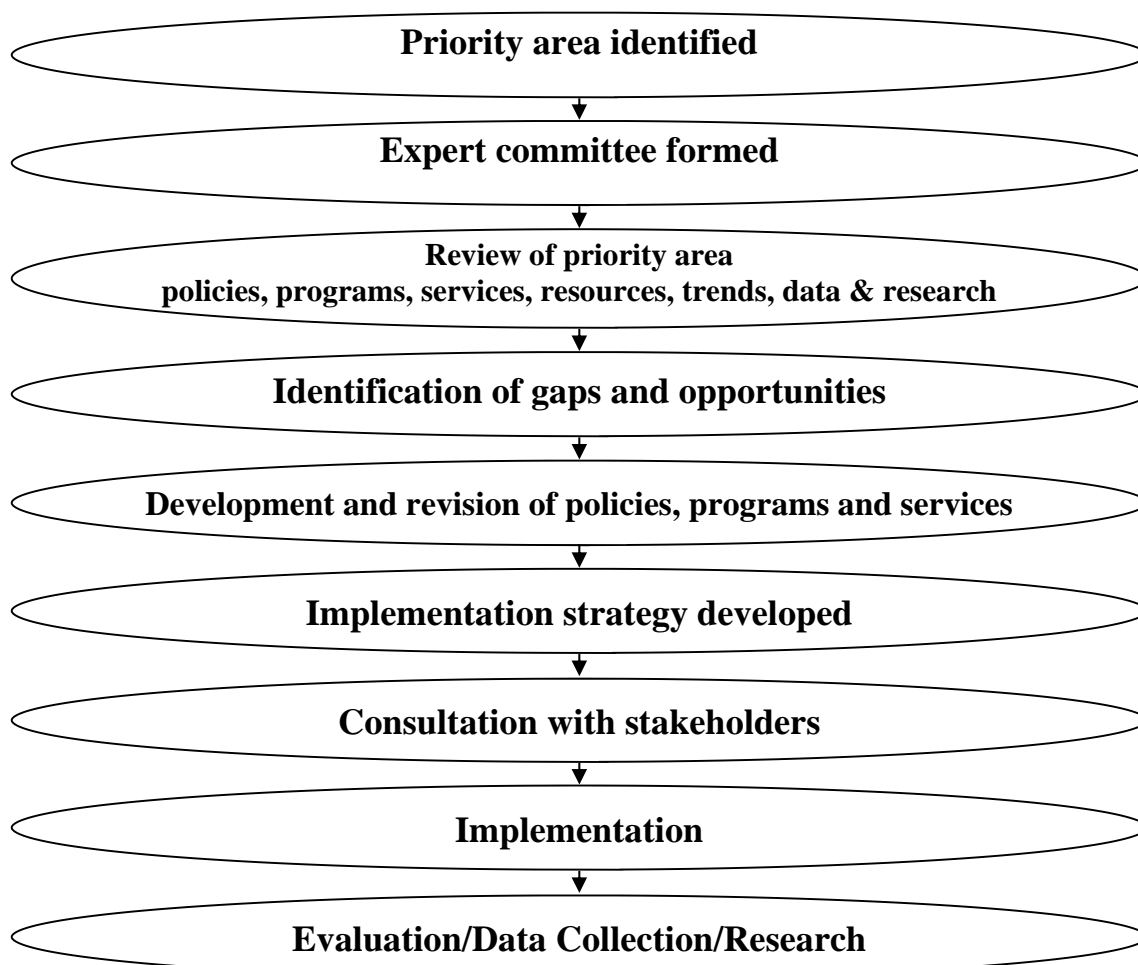 Priority area identified
Expert committee formed
Review of priority area
policies, programs, services, resources, trends, data & research
Identification of gaps and opportunities
Development and revision of policies, programs and services
Implementation strategy developed
Consultation with stakeholders
Implementation
Evaluation/Data Collection/Research